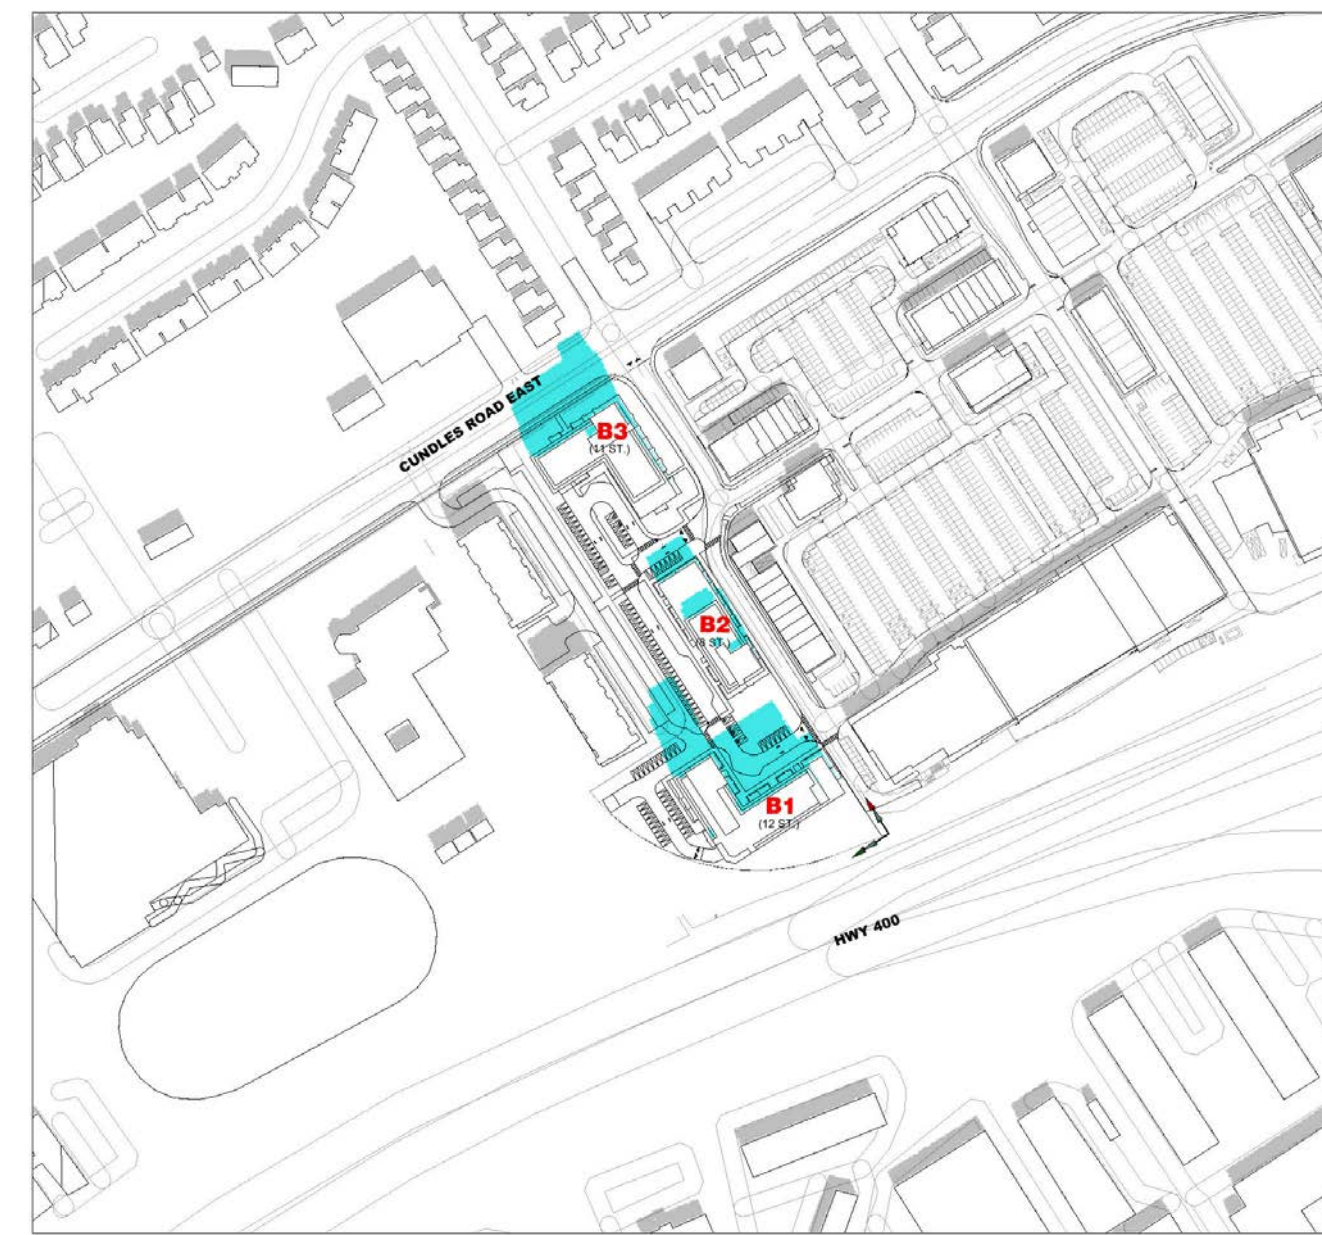 CUNDLES ROAD EAST
B3
(11 ST.)
B2
(8 ST.)
B1
(12 ST.)
HWY 400